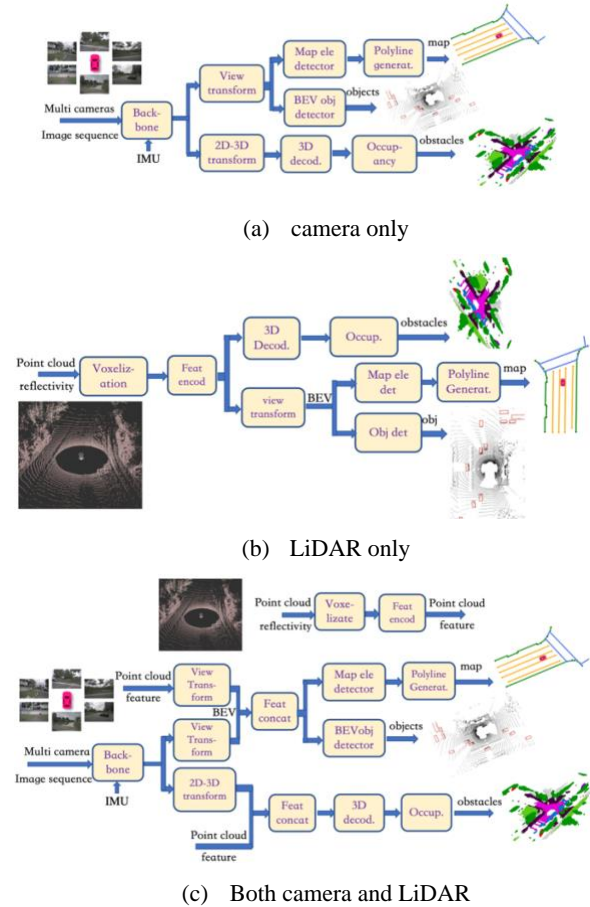 Map ele
detector
Polyline
generat.
map
View
transform
BEV obj
detector
objects
Multi cameras
Image sequence
Back-
bone
IMU
2D-3D
transform
3D
decod.
Occup-
ancy
obstacles
(a) camera only
3D
Decod.
Occup.
obstacles
Point cloud
reflectivity
Voxeliz-
ation
Feat
encod
view
transform
BEV
Map ele
det
Polyline
Generat.
map
Obj det
obj
(b) LiDAR only
Point cloud
reflectivity
Voxe-
lizate
Feat
encod
Point cloud
feature
Point cloud
feature
View
Trans-
form
BEV
Feat
concat
Map ele
detector
Polyline
Generat.
map
View
Trans-
form
BEVobj
detector
objects
Multi camera
Image sequence
Back-
bone
IMU
2D-3D
transform
Point cloud
feature
Feat
concat
3D
decod.
Occup.
obstacles
(c) Both camera and LiDAR